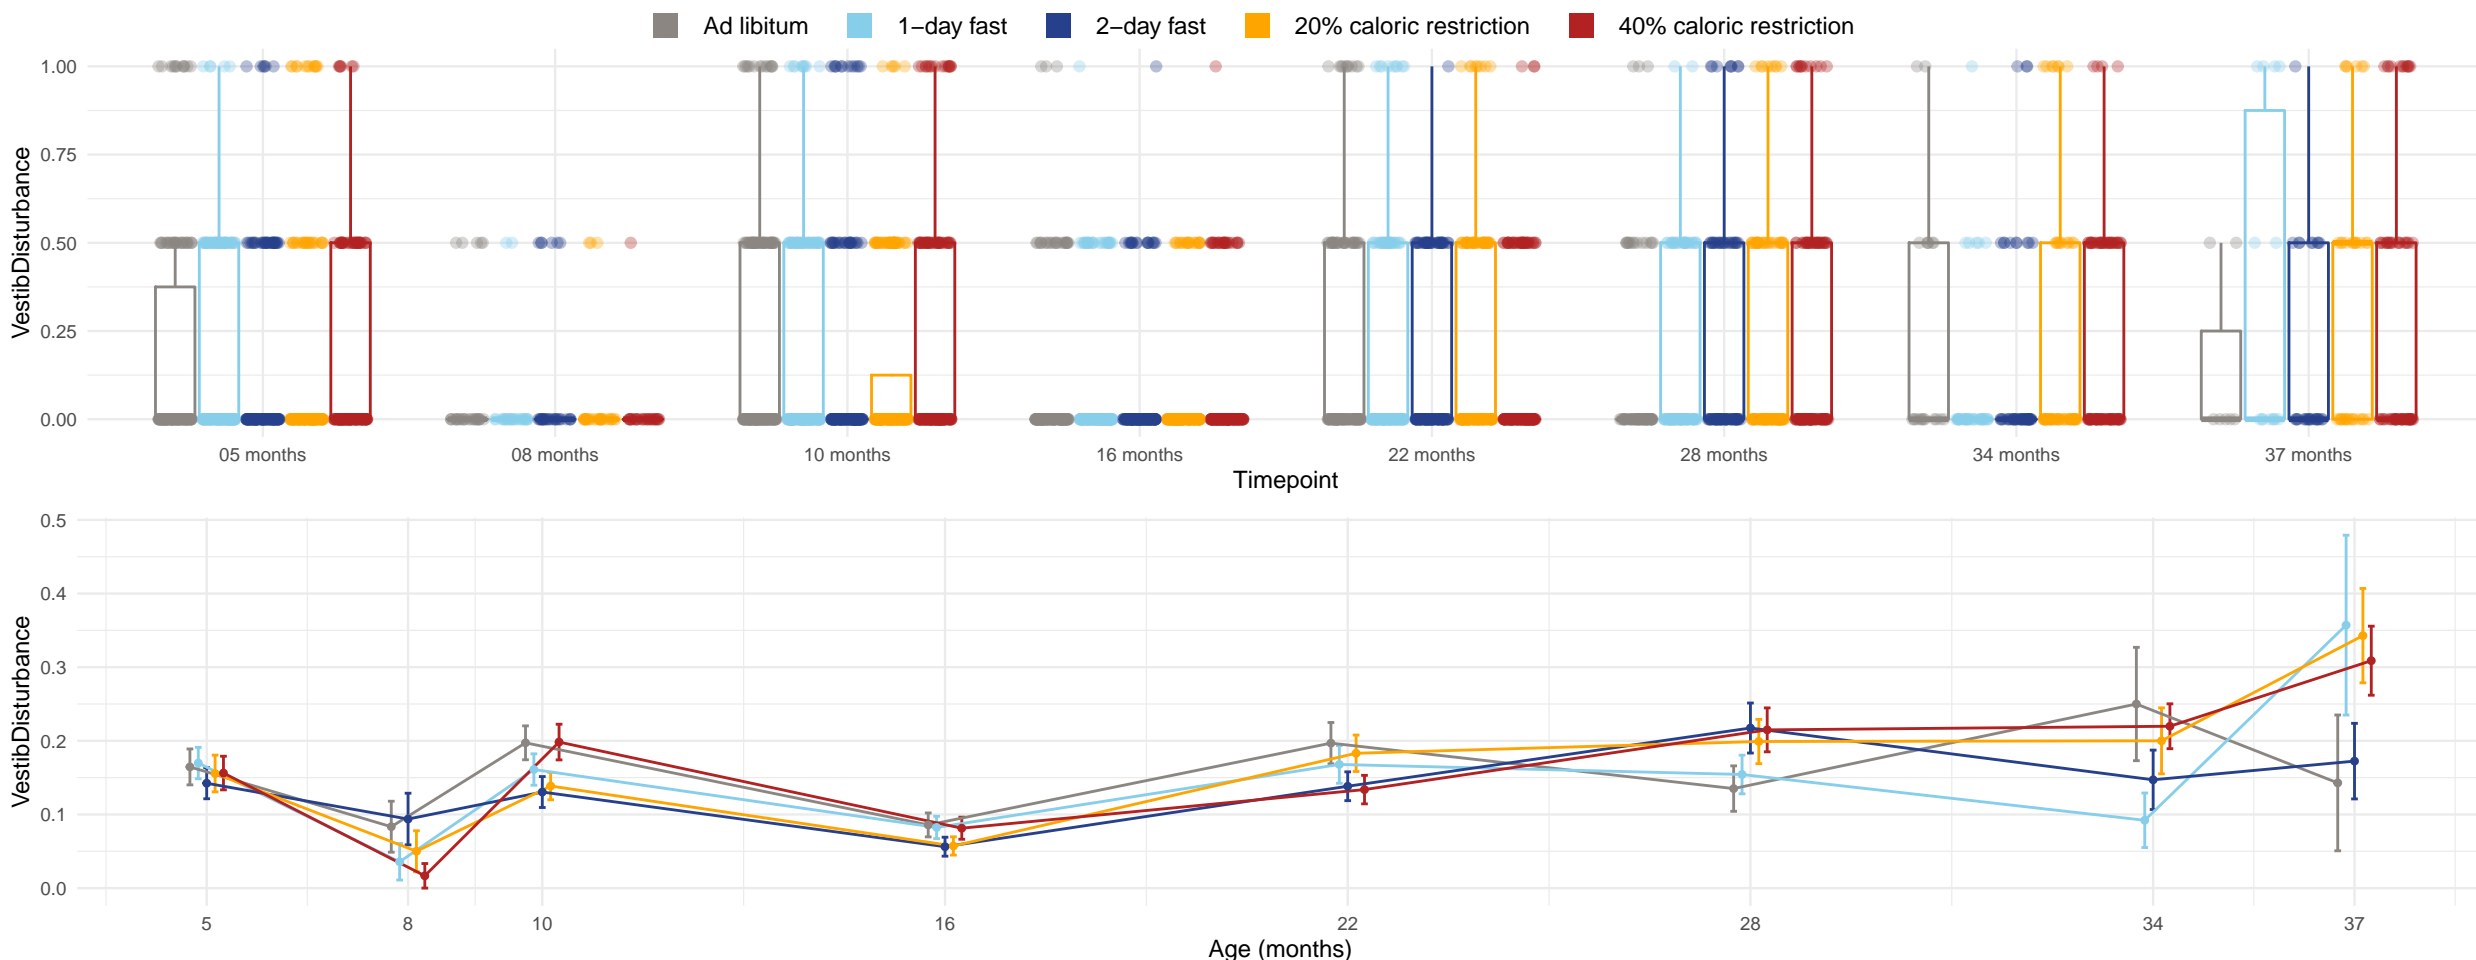 Ad libitum 1−day fast 2−day fast 20% caloric restriction 40% caloric restriction
VestibDisturbance
1.00
0.75
0.50
0.25
0.00
05 months 08 months 10 months 16 months 22 months 28 months 34 months 37 months
Timepoint
VestibDisturbance
0.5
0.4
0.3
0.2
0.1
0.0
5 8 10 16 22 28 34 37
Age (months)